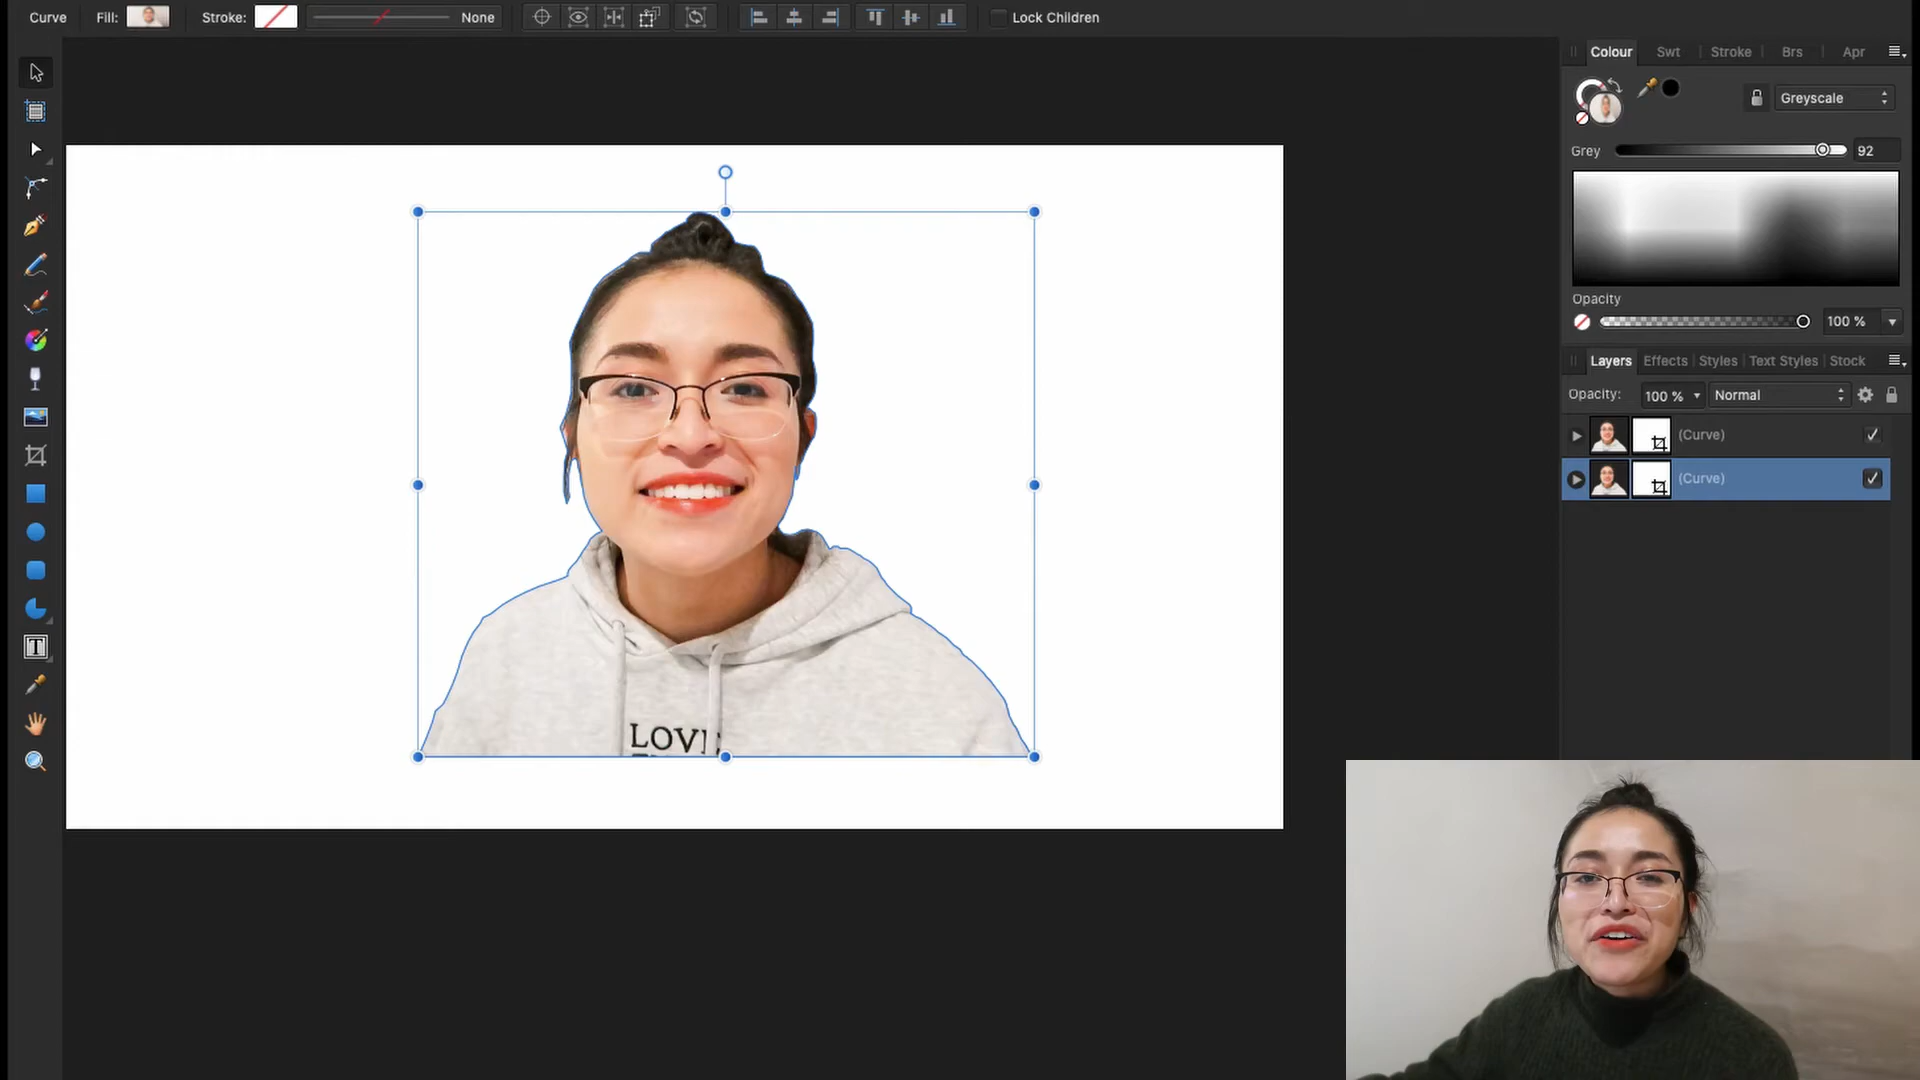 Curve Fill: Stroke: None Lock Children
Colour Swt Stroke Brs Apr
Greyscale
Grey 92
Opacity
100 %
Layers Effects Styles Text Styles Stock
Opacity: 100 % Normal
(Curve)
(Curve)
T
LOVE